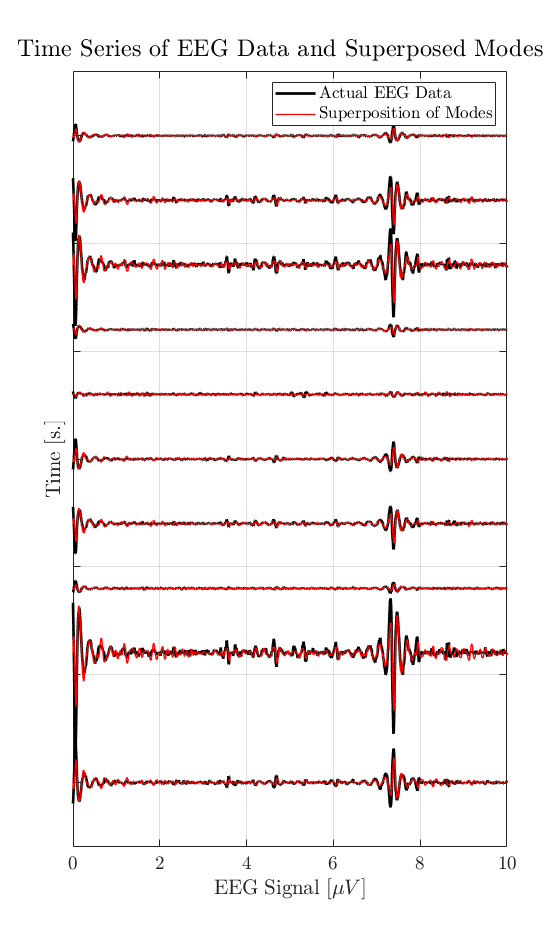 Time Series of EEG Data and Superposed Modes
Actual EEG Data
Superposition of Modes
Time [s.]
0 2 4 6 8 10
EEG Signal [μV]